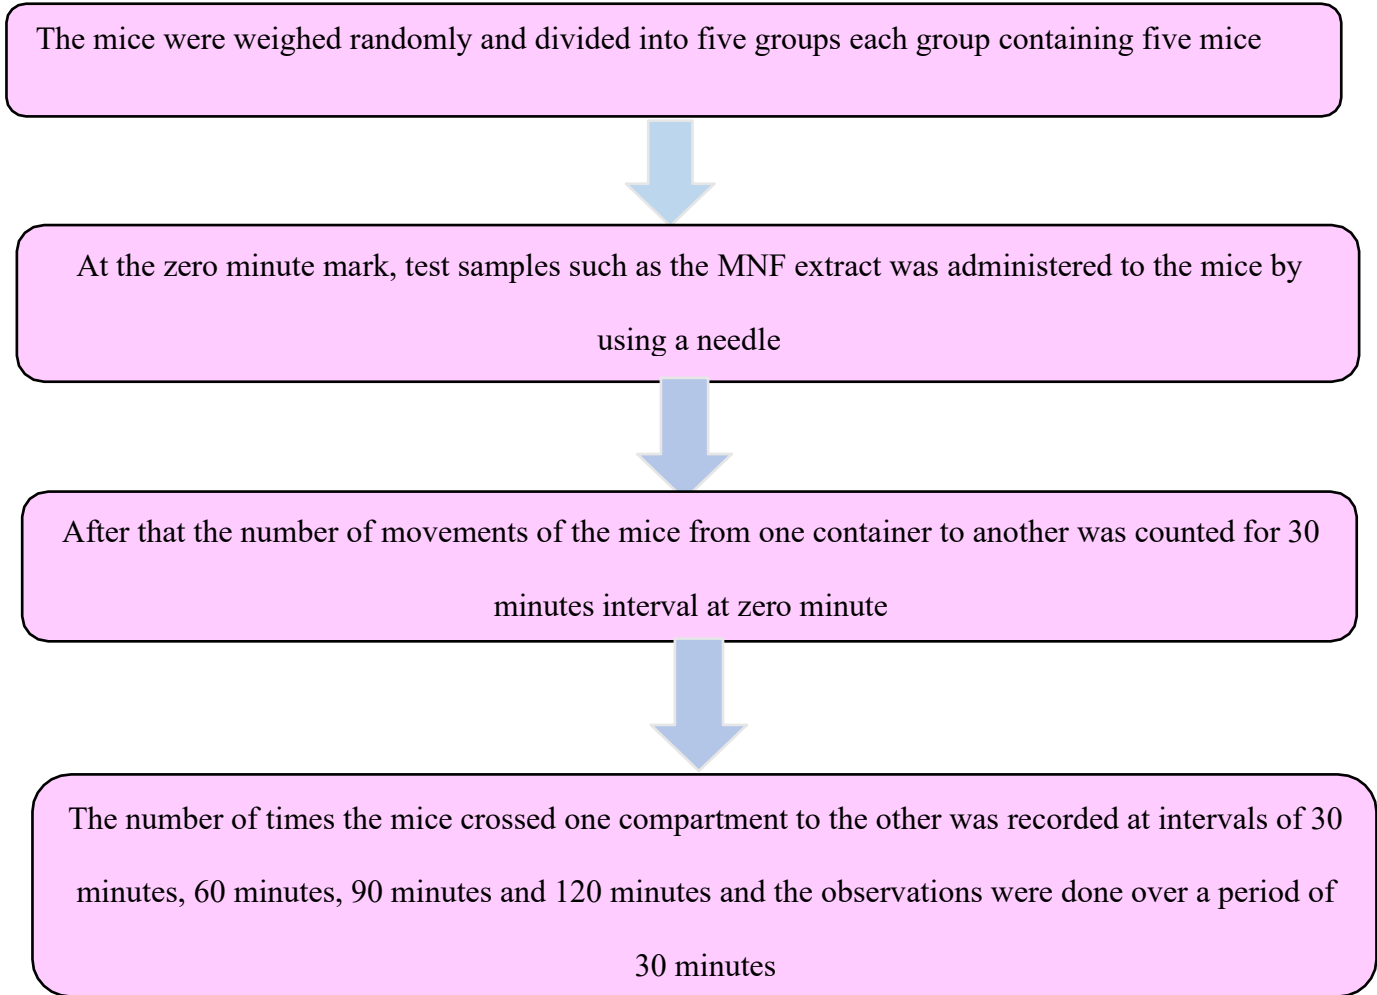 The mice were weighed randomly and divided into five groups each group containing five mice
At the zero minute mark, test samples such as the MNF extract was administered to the mice by
using a needle
After that the number of movements of the mice from one container to another was counted for 30
minutes interval at zero minute
The number of times the mice crossed one compartment to the other was recorded at intervals of 30
minutes, 60 minutes, 90 minutes and 120 minutes and the observations were done over a period of
30 minutes